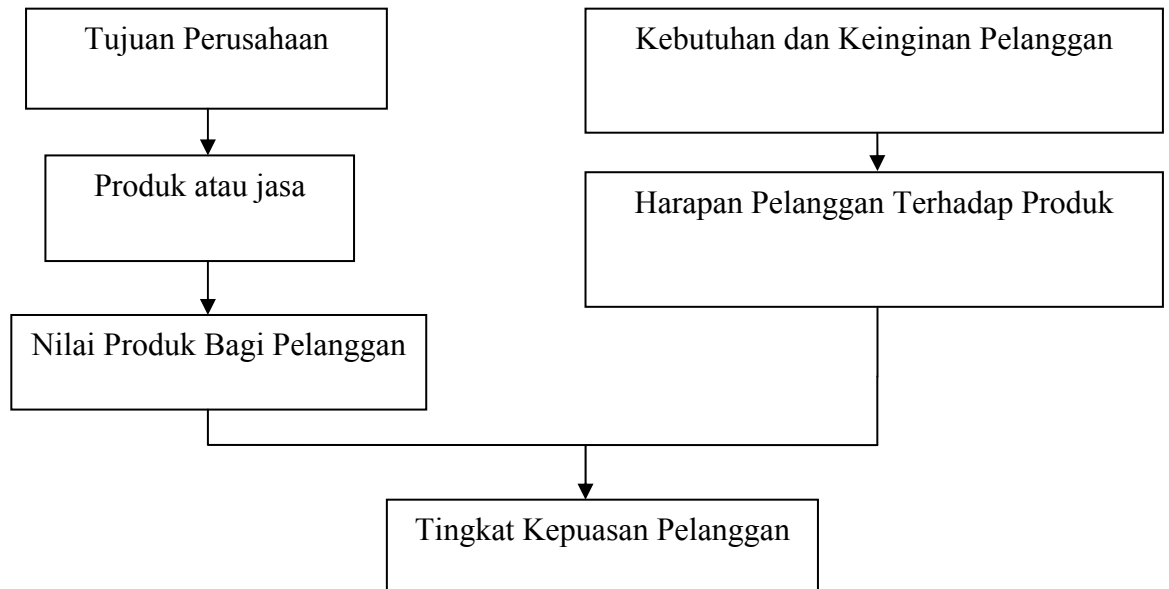 Tujuan Perusahaan
Kebutuhan dan Keinginan Pelanggan
Produk atau jasa
Harapan Pelanggan Terhadap Produk
Nilai Produk Bagi Pelanggan
Tingkat Kepuasan Pelanggan